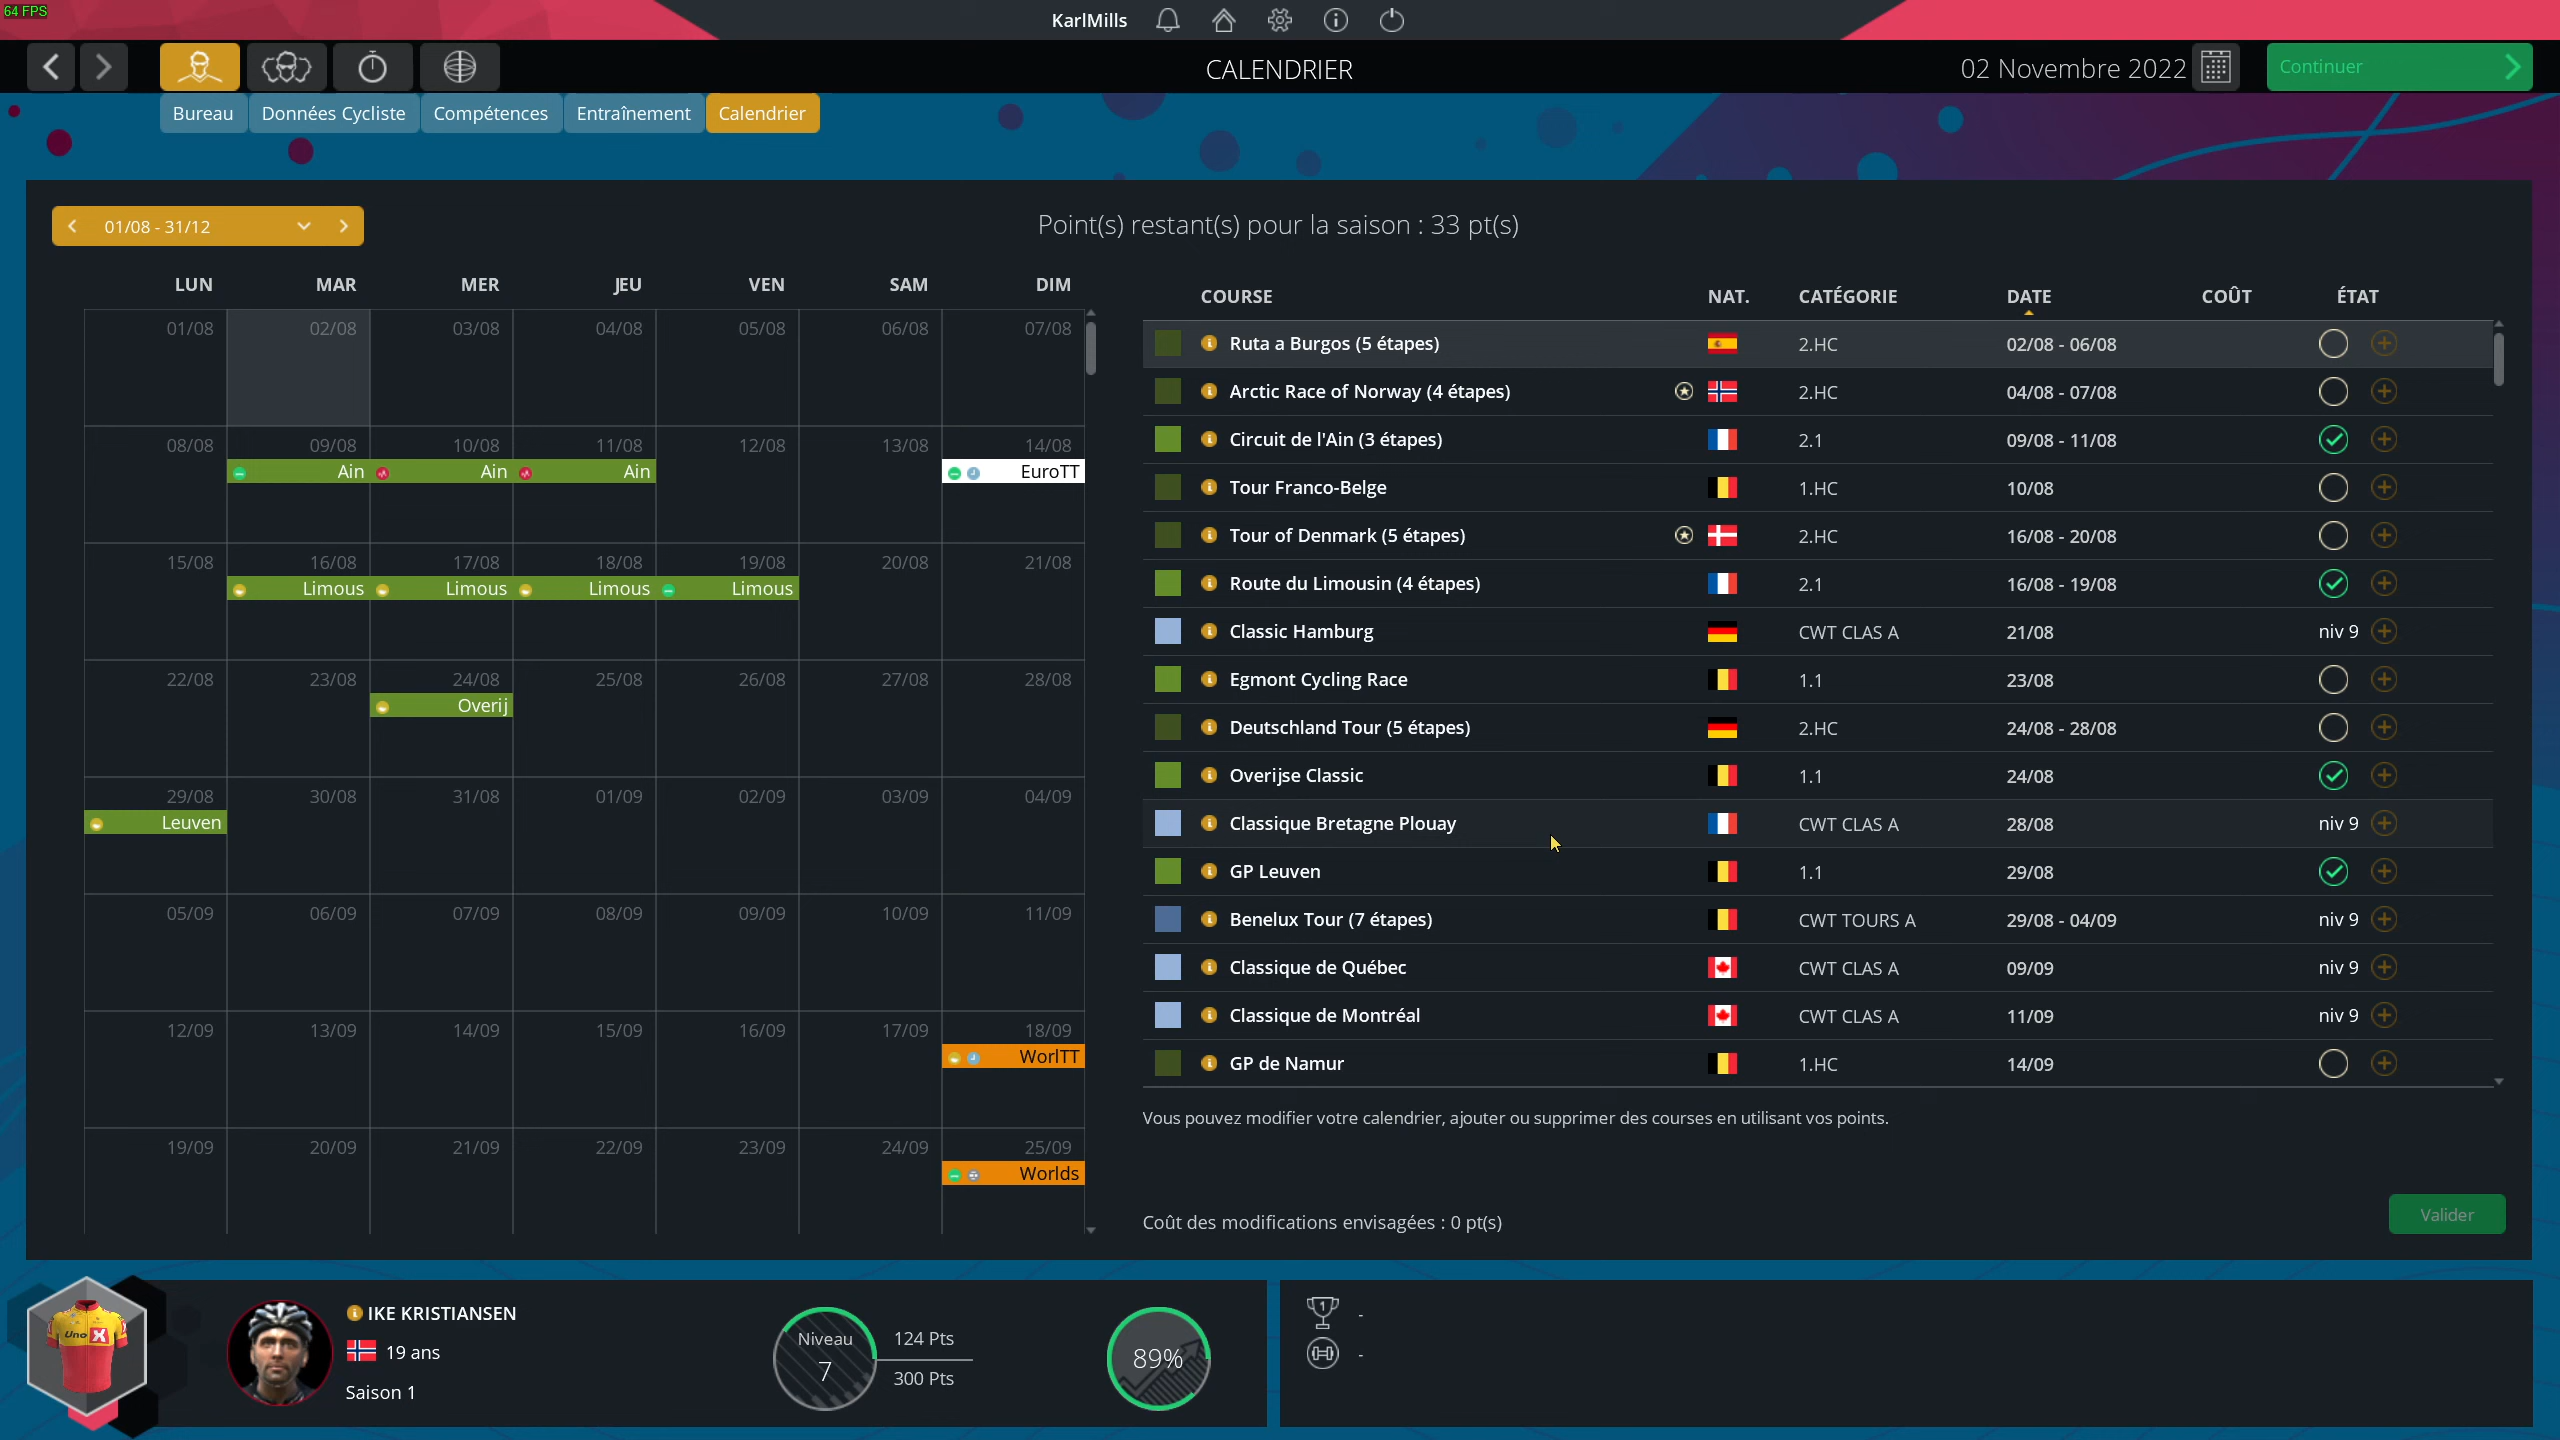 64 FPS
KarlMills
CALENDRIER
02 Novembre 2022
Continuer
Bureau
Données Cycliste
Compétences
Entraînement
Calendrier
01/08 - 31/12
Point(s) restant(s) pour la saison : 33 pt(s)
LUN MAR MER JEU VEN SAM DIM
01/08 02/08 03/08 04/08 05/08 06/08 07/08
08/08 09/08 10/08 11/08 12/08 13/08 14/08
Ain Ain Ain EuroTT
15/08 16/08 17/08 18/08 19/08 20/08 21/08
Limous Limous Limous Limous
22/08 23/08 24/08 25/08 26/08 27/08 28/08
Overij
29/08 30/08 31/08 01/09 02/09 03/09 04/09
Leuven
05/09 06/09 07/09 08/09 09/09 10/09 11/09
12/09 13/09 14/09 15/09 16/09 17/09 18/09
WorlTT
19/09 20/09 21/09 22/09 23/09 24/09 25/09
Worlds
COURSE NAT. CATÉGORIE DATE COÛT ÉTAT
Ruta a Burgos (5 étapes) 2.HC 02/08 - 06/08
Arctic Race of Norway (4 étapes) 2.HC 04/08 - 07/08
Circuit de l'Ain (3 étapes) 2.1 09/08 - 11/08
Tour Franco-Belge 1.HC 10/08
Tour of Denmark (5 étapes) 2.HC 16/08 - 20/08
Route du Limousin (4 étapes) 2.1 16/08 - 19/08
Classic Hamburg CWT CLAS A 21/08 niv 9
Egmont Cycling Race 1.1 23/08
Deutschland Tour (5 étapes) 2.HC 24/08 - 28/08
Overijse Classic 1.1 24/08
Classique Bretagne Plouay CWT CLAS A 28/08 niv 9
GP Leuven 1.1 29/08
Benelux Tour (7 étapes) CWT TOURS A 29/08 - 04/09 niv 9
Classique de Québec CWT CLAS A 09/09 niv 9
Classique de Montréal CWT CLAS A 11/09 niv 9
GP de Namur 1.HC 14/09
Vous pouvez modifier votre calendrier, ajouter ou supprimer des courses en utilisant vos points.
Coût des modifications envisagées : 0 pt(s)
Valider
Uno X
IKE KRISTIANSEN
19 ans
Saison 1
Niveau
7
124 Pts
300 Pts
89%
1 -
-